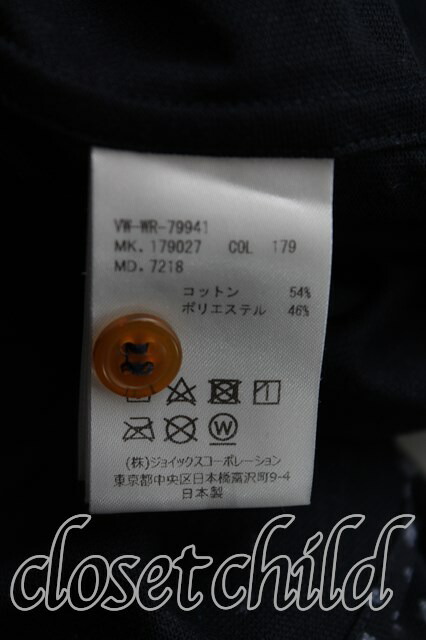 VW-WR-79941
MK. 179027 COL 179
MD. 7218
コットン 54%
ポリエステル 46%
W
(株)ジョイックスコーポレーション
東京都中央区日本橋富沢町9-4
日本製
closet child